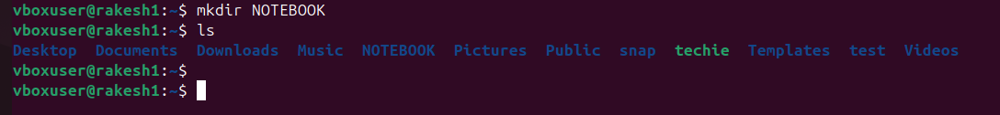 vboxuser@rakesh1:~$ mkdir NOTEBOOK
vboxuser@rakesh1:~$ ls
Desktop  Documents  Downloads  Music  NOTEBOOK  Pictures  Public  snap  techie  Templates  test  Videos
vboxuser@rakesh1:~$
vboxuser@rakesh1:~$